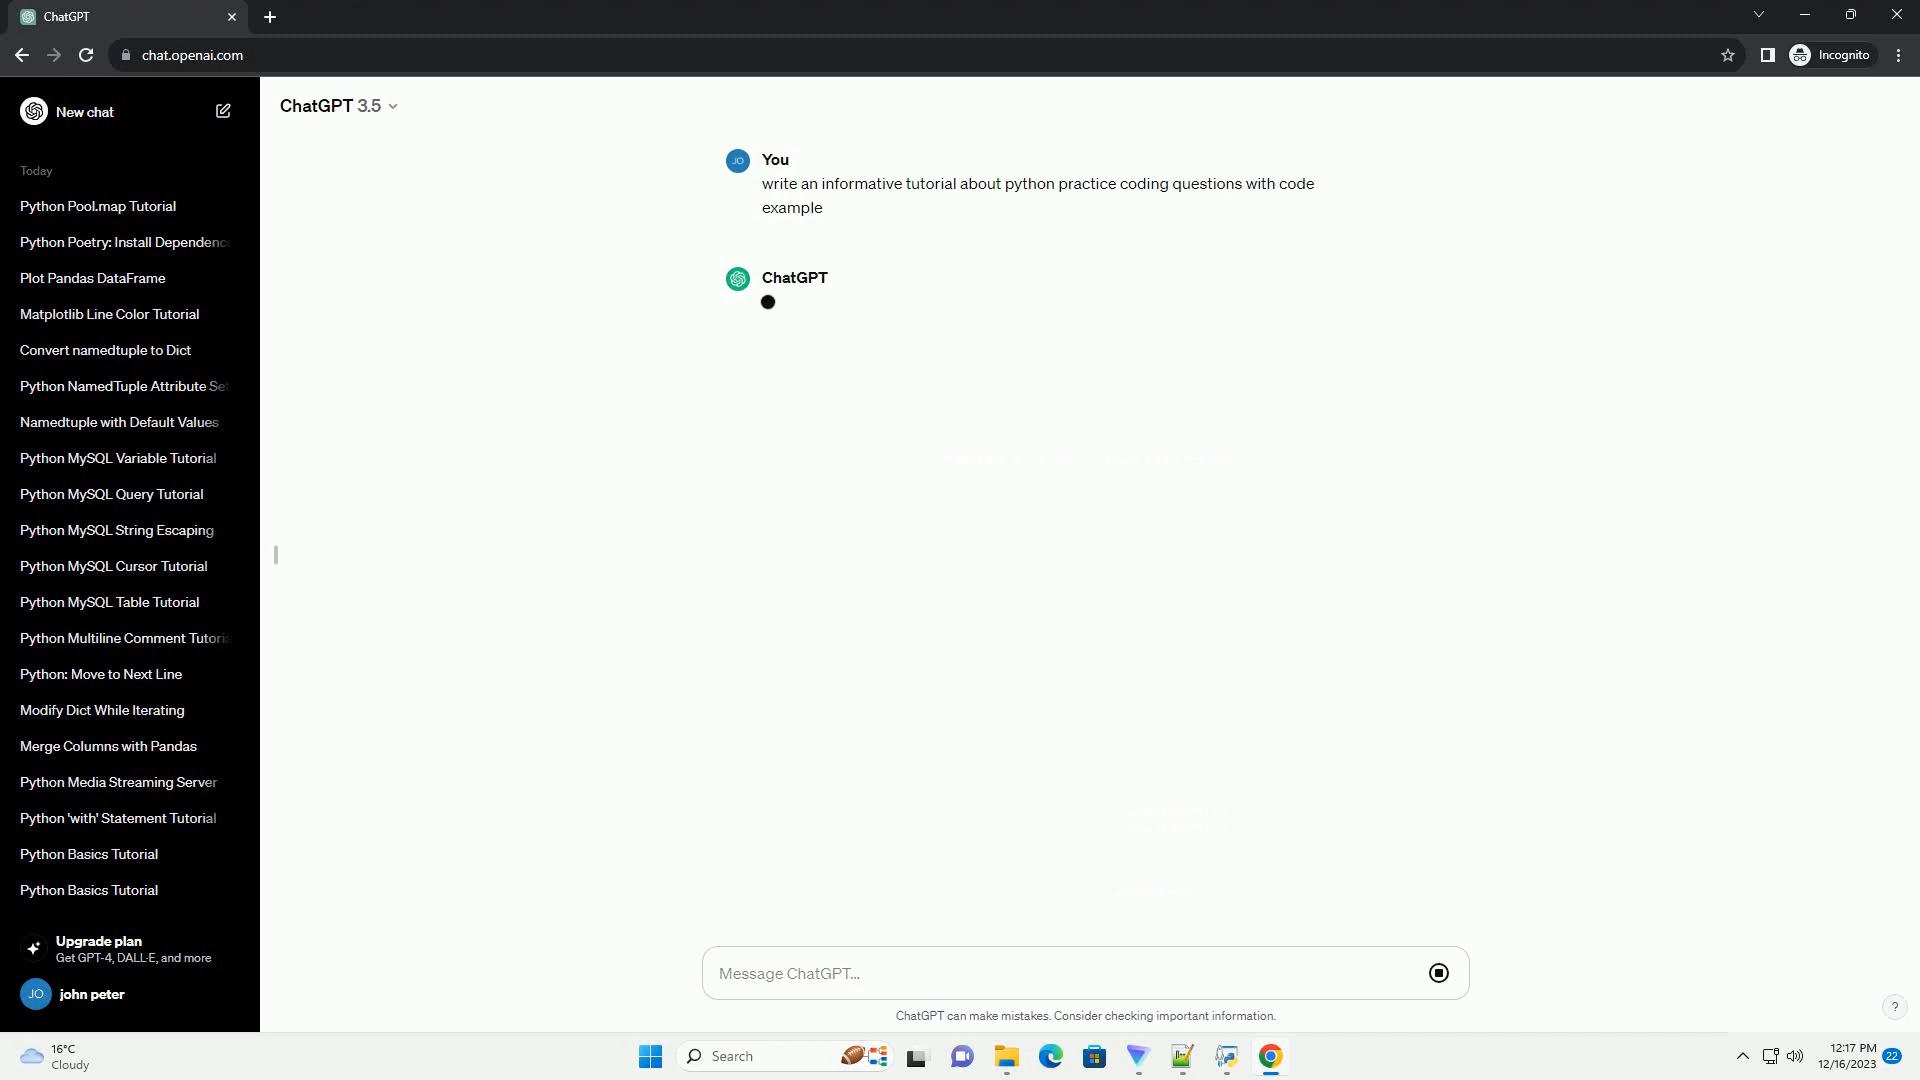 ChatGPT
chat.openai.com
Incognito
New chat
Today
Python Pool.map Tutorial
Python Poetry: Install Dependenc
Plot Pandas DataFrame
Matplotlib Line Color Tutorial
Convert namedtuple to Dict
Python NamedTuple Attribute Set
Namedtuple with Default Values
Python MySQL Variable Tutorial
Python MySQL Query Tutorial
Python MySQL String Escaping
Python MySQL Cursor Tutorial
Python MySQL Table Tutorial
Python Multiline Comment Tutoria
Python: Move to Next Line
Modify Dict While Iterating
Merge Columns with Pandas
Python Media Streaming Server
Python 'with' Statement Tutorial
Python Basics Tutorial
Python Basics Tutorial
Upgrade plan
Get GPT-4, DALL·E, and more
JO john peter
ChatGPT 3.5
JO You
write an informative tutorial about python practice coding questions with code
example
ChatGPT
Message ChatGPT...
ChatGPT can make mistakes. Consider checking important information.
?
16°C
Cloudy
Search
12:17 PM
12/16/2023
22